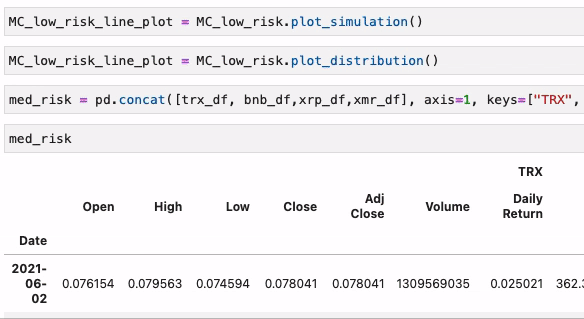 MC_low_risk_line_plot = MC_low_risk.plot_simulation()
MC_low_risk_line_plot = MC_low_risk.plot_distribution()
med_risk = pd.concat([trx_df, bnb_df,xrp_df,xmr_df], axis=1, keys=["TRX",
med_risk
TRX
Open High Low Close Adj Close Volume Daily Return
Date
2021-06-02 0.076154 0.079563 0.074594 0.078041 0.078041 1309569035 0.025021